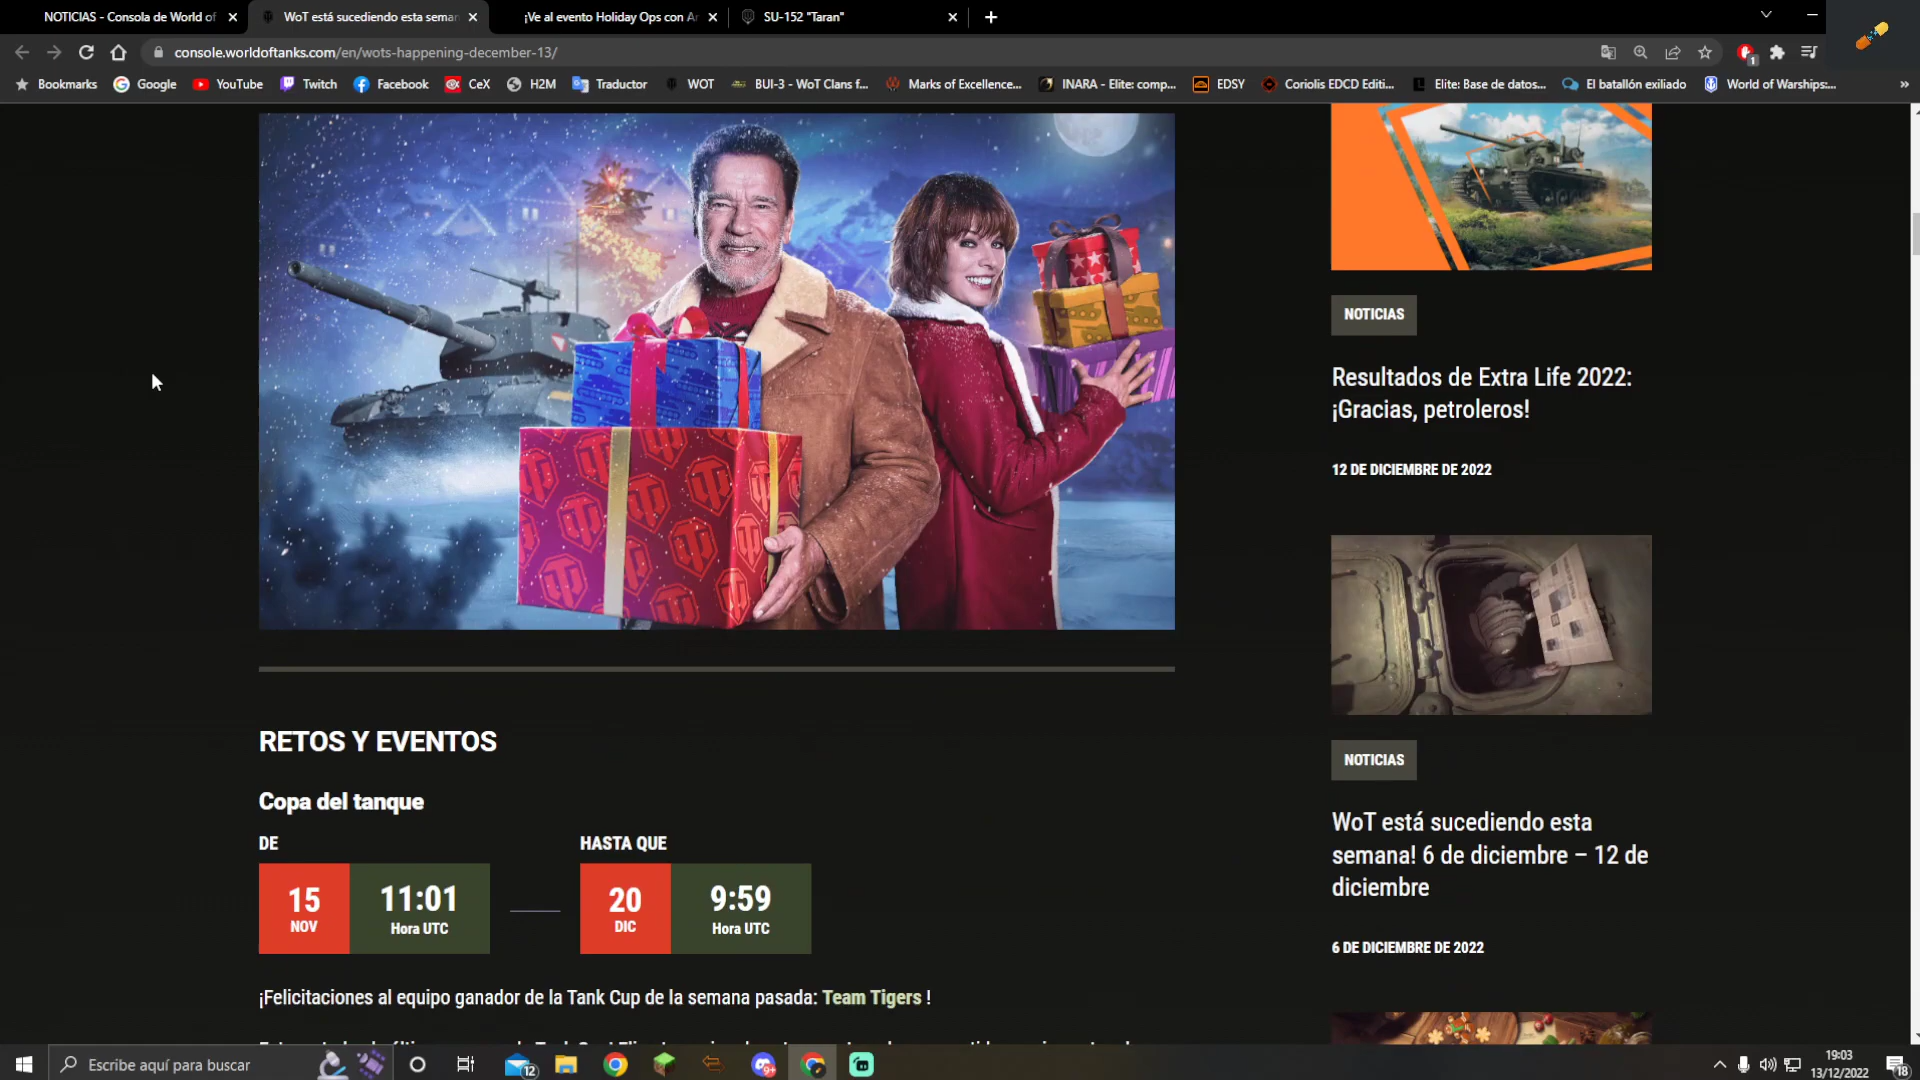 NOTICIAS - Consola de World of
WoT está sucediendo esta seman
¡Ve al evento Holiday Ops con Ar
SU-152 "Taran"
console.worldoftanks.com/en/wots-happening-december-13/
1
Bookmarks
Google
YouTube
Twitch
Facebook
CeX
H2M
Traductor
WOT
BUI-3 - WoT Clans f...
Marks of Excellence...
INARA - Elite: comp...
EDSY
Coriolis EDCD Editi...
Elite: Base de datos...
El batallón exiliado
World of Warships:...
»
NOTICIAS
Resultados de Extra Life 2022:
¡Gracias, petroleros!
12 DE DICIEMBRE DE 2022
RETOS Y EVENTOS
Copa del tanque
DE
HASTA QUE
15
NOV
11:01
Hora UTC
20
DIC
9:59
Hora UTC
¡Felicitaciones al equipo ganador de la Tank Cup de la semana pasada: Team Tigers !
NOTICIAS
WoT está sucediendo esta
semana! 6 de diciembre – 12 de
diciembre
6 DE DICIEMBRE DE 2022
Escribe aquí para buscar
12
9+
19:03
13/12/2022
18